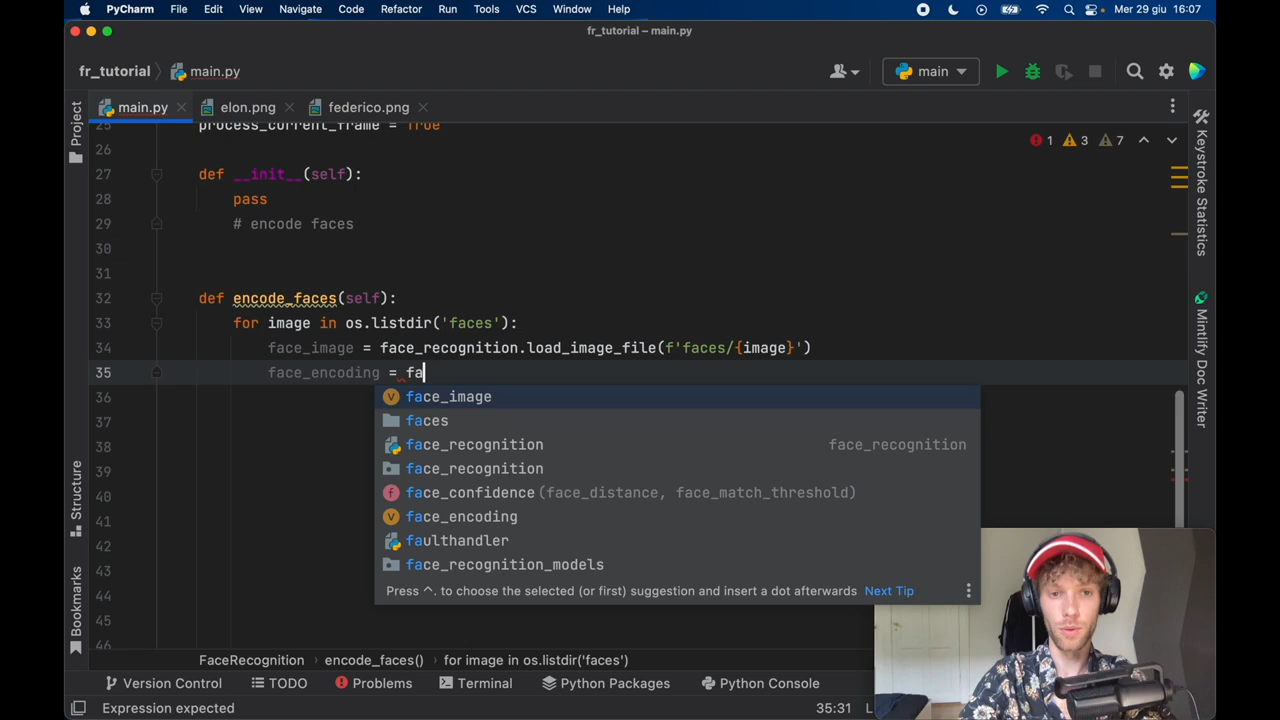 PyCharm File Edit View Navigate Code Refactor Run Tools VCS Window Help Mer 29 giu 16:07
fr_tutorial – main.py
fr_tutorial main.py main
main.py elon.png federico.png
25 process_current_frame = True
26
1 3 7
27 def __init__(self):
28 pass
29 # encode faces
30
31
32 def encode_faces(self):
33 for image in os.listdir('faces'):
34 face_image = face_recognition.load_image_file(f'faces/{image}')
35 face_encoding = fa
36 face_image
37 faces
38 face_recognition face_recognition
39 face_recognition
40 face_confidence(face_distance, face_match_threshold)
41 face_encoding
42 faulthandler
43 face_recognition_models
44 Press ^. to choose the selected (or first) suggestion and insert a dot afterwards Next Tip
45
46
Project
Structure
Bookmarks
Keystroke Statistics
Mintlify Doc Writer
FaceRecognition encode_faces() for image in os.listdir('faces')
Version Control TODO Problems Terminal Python Packages Python Console
Expression expected 35:31